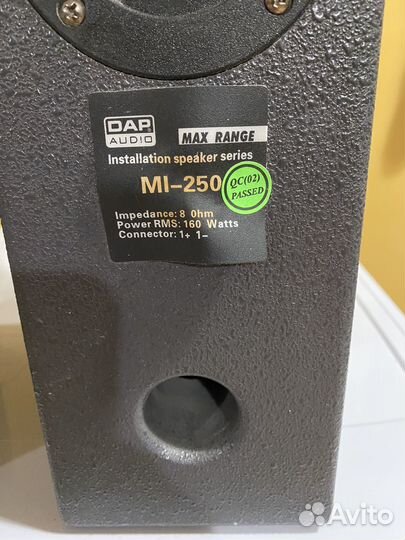 DAP
AUDIO
MAX RANGE
Installation speaker series
MI-250
QC(02)
PASSED
Impedance: 8 Ohm
Power RMS: 160 Watts
Connector: 1+ 1-
Avito